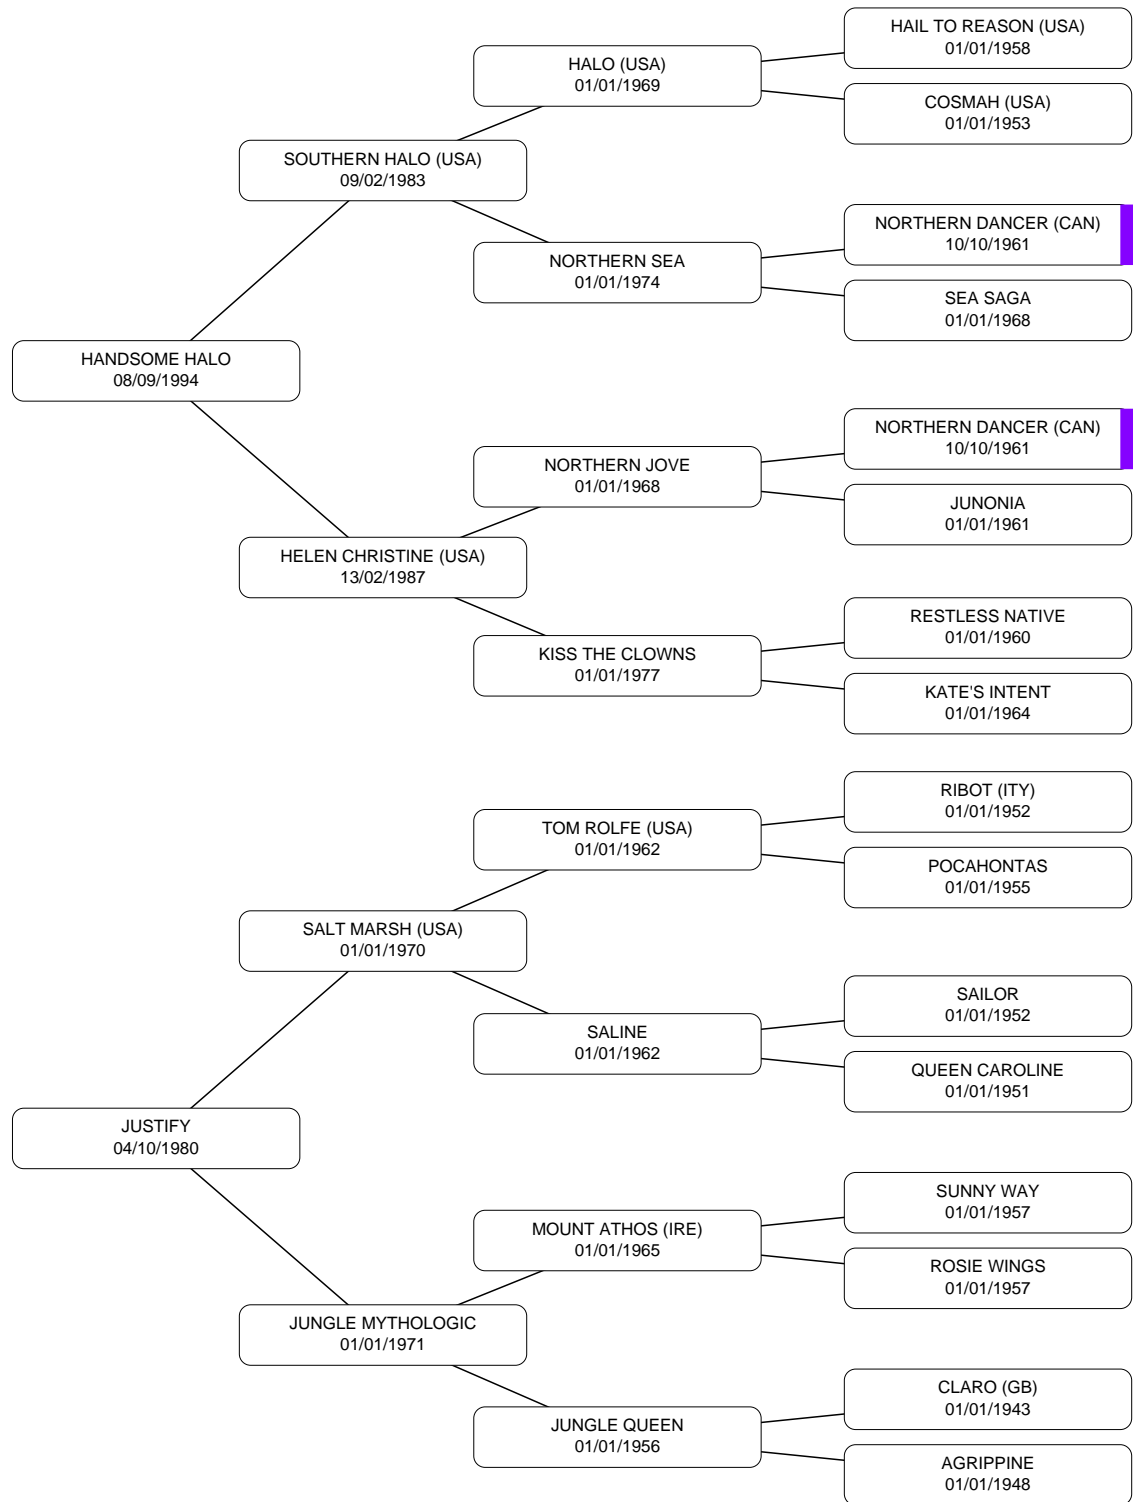 HAIL TO REASON (USA)
01/01/1958
HALO (USA)
01/01/1969
COSMAH (USA)
01/01/1953
SOUTHERN HALO (USA)
09/02/1983
NORTHERN DANCER (CAN)
10/10/1961
NORTHERN SEA
01/01/1974
SEA SAGA
01/01/1968
HANDSOME HALO
08/09/1994
NORTHERN DANCER (CAN)
10/10/1961
NORTHERN JOVE
01/01/1968
JUNONIA
01/01/1961
HELEN CHRISTINE (USA)
13/02/1987
RESTLESS NATIVE
01/01/1960
KISS THE CLOWNS
01/01/1977
KATE'S INTENT
01/01/1964
RIBOT (ITY)
01/01/1952
TOM ROLFE (USA)
01/01/1962
POCAHONTAS
01/01/1955
SALT MARSH (USA)
01/01/1970
SAILOR
01/01/1952
SALINE
01/01/1962
QUEEN CAROLINE
01/01/1951
JUSTIFY
04/10/1980
SUNNY WAY
01/01/1957
MOUNT ATHOS (IRE)
01/01/1965
ROSIE WINGS
01/01/1957
JUNGLE MYTHOLOGIC
01/01/1971
CLARO (GB)
01/01/1943
JUNGLE QUEEN
01/01/1956
AGRIPPINE
01/01/1948